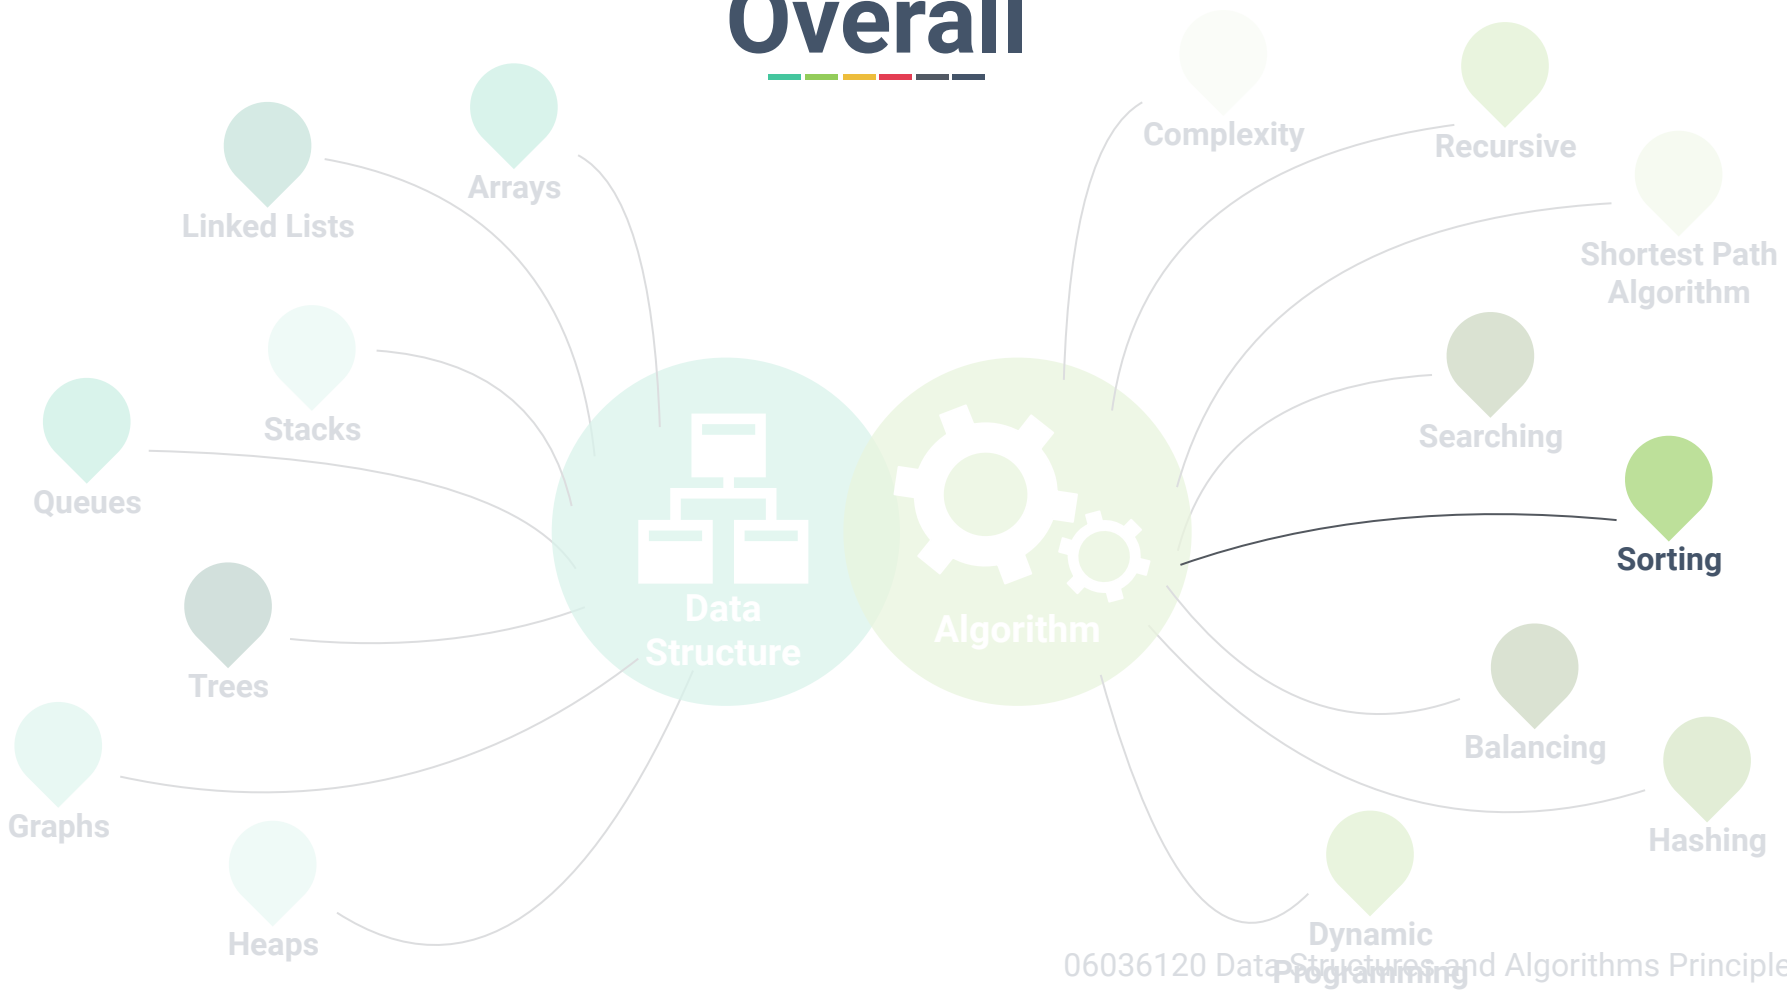 Overall
Complexity
Recursive
Arrays
Linked Lists
Shortest Path
Algorithm
Stacks
Searching
Queues
Sorting
Data
Structure
Algorithm
Trees
Balancing
Graphs
Hashing
Heaps
Dynamic
Programming
06036120 Data Structures and Algorithms Principle